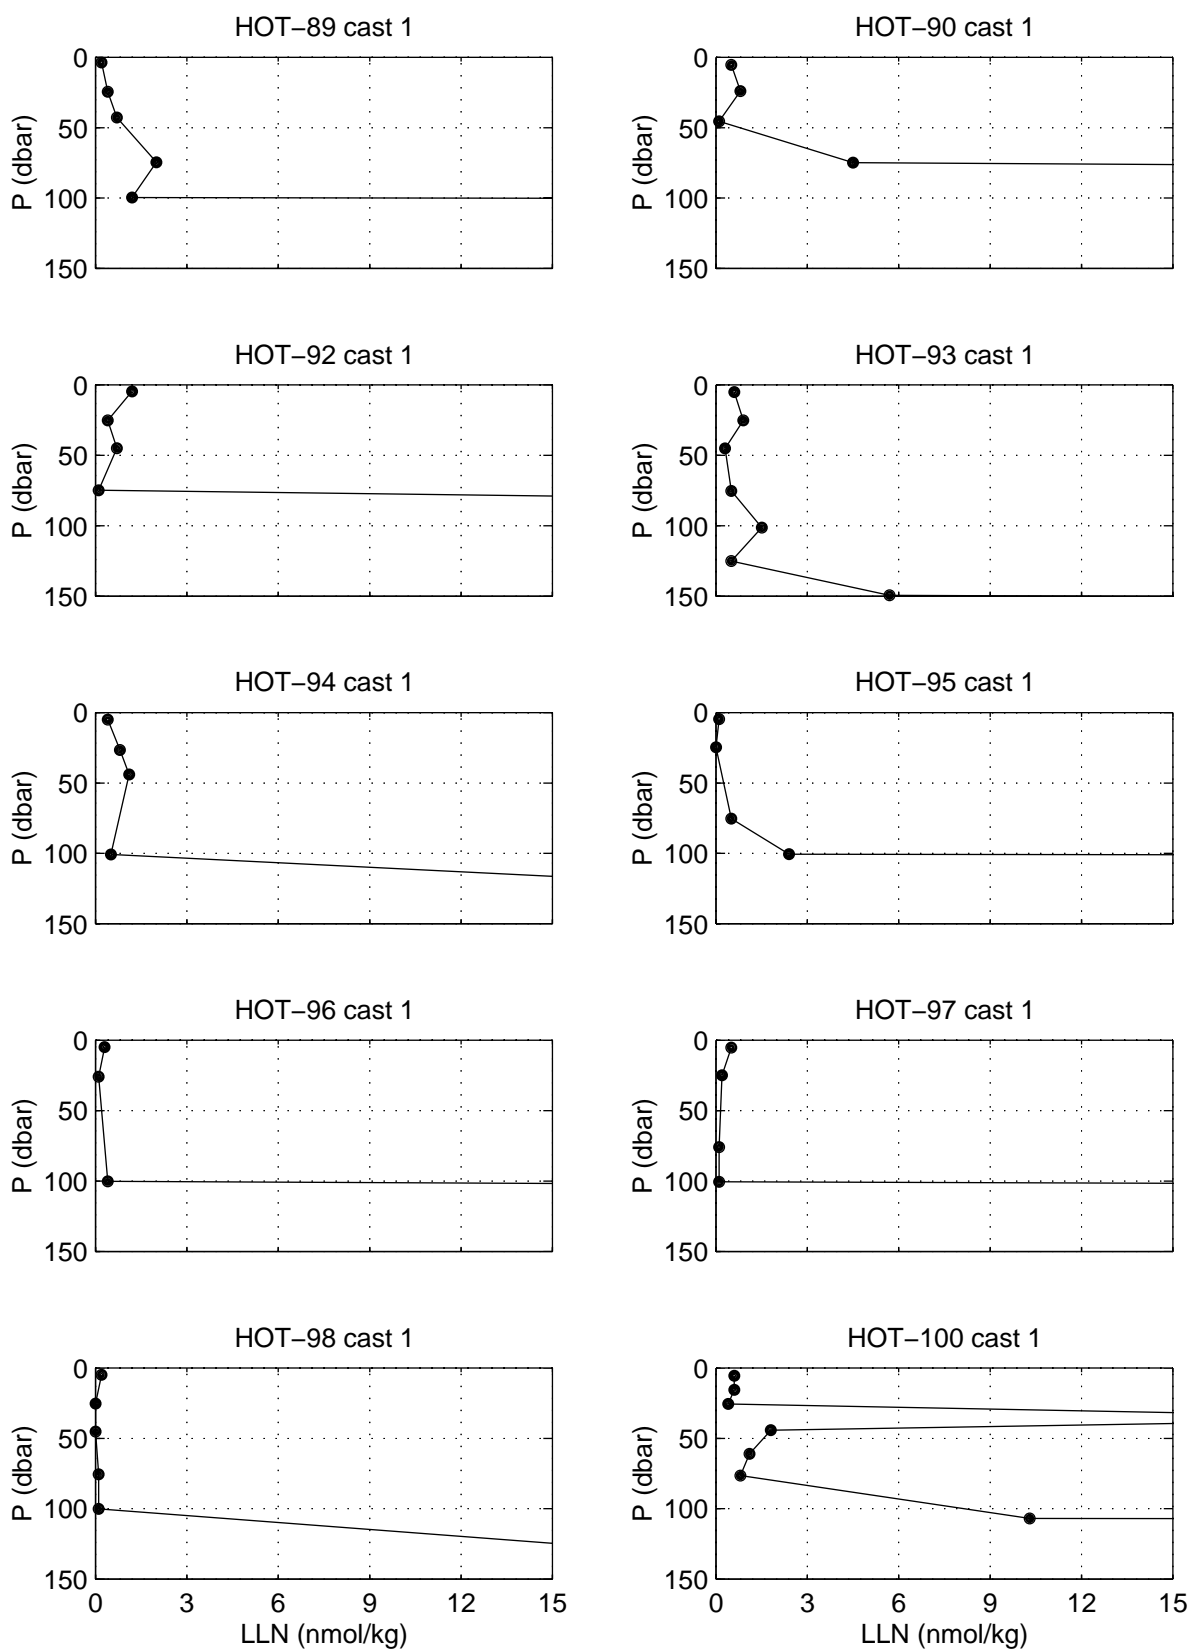 HOT−89 cast 1
0
50
100
150
P (dbar)
HOT−90 cast 1
0
50
100
150
P (dbar)
HOT−92 cast 1
0
50
100
150
P (dbar)
HOT−93 cast 1
0
50
100
150
P (dbar)
HOT−94 cast 1
0
50
100
150
P (dbar)
HOT−95 cast 1
0
50
100
150
P (dbar)
HOT−96 cast 1
0
50
100
150
P (dbar)
HOT−97 cast 1
0
50
100
150
P (dbar)
HOT−98 cast 1
0
50
100
150
P (dbar)
0 3 6 9 12 15
LLN (nmol/kg)
HOT−100 cast 1
0
50
100
150
P (dbar)
0 3 6 9 12 15
LLN (nmol/kg)